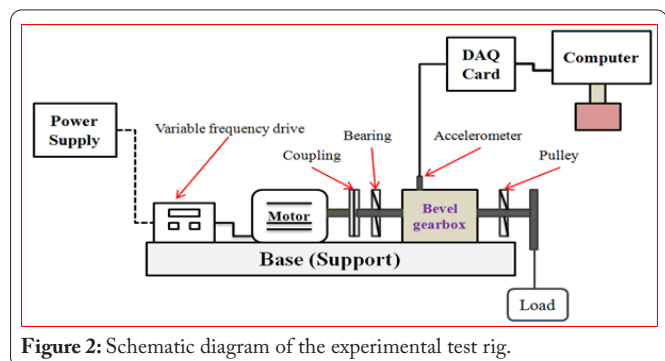 DAQ
Card
Computer
Power
Supply
Variable frequency drive
Bearing
Coupling
Accelerometer
Pulley
Motor
Bevel
gearbox
Base (Support)
Load
Figure 2: Schematic diagram of the experimental test rig.